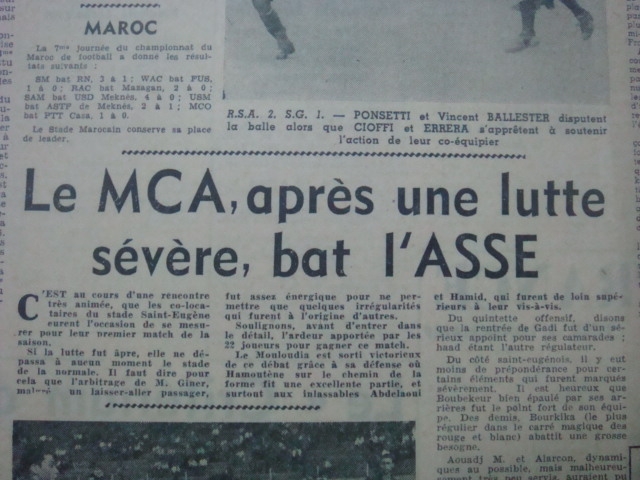 MAROC
La 7me journée du championnat du
Maroc de football a donné les résul-
tats suivants :
SM bat RN, 3 à 1 ; WAC bat PUS,
1 à 0 ; RAC bat Mazagan, 2 à 0 ;
SAM bat USD Meknès, 4 à 0 ; USM
bat ASTF de Meknès, 2 à 1 ; MCO
bat PTT Casa, 1 à 0.
Le Stade Marocain conserve sa place
de leader.
R.S.A. 2, S.G. 1. — PONSETTI et Vincent BALLESTER disputent
la balle alors que CIOFFI et ERRERA s'apprêtent à soutenir
l'action de leur co-équipier
Le MCA, après une lutte
sévère, bat l'ASSE
C'EST au cours d'une rencontre
très animée, que les co-loca-
taires du stade Saint-Eugène
eurent l'occasion de se mesu-
rer pour leur premier match de la
saison.
Si la lutte fut âpre, elle ne dé-
passa à aucun moment le stade
de la normale. Il faut dire pour
cela que l'arbitrage de M. Giner,
malgré un laisser-aller passager,
fut assez énergique pour ne per-
mettre que quelques irrégularités
qui furent à l'origine d'autres.
Soulignons, avant d'entrer dans
le détail, l'ardeur apportée par les
22 joueurs pour gagner ce match.
Le Mouloudia est sorti victorieux
de ce débat grâce à sa défense où
Hamoutène sur le chemin de la
forme fit une excellente partie, et
surtout aux inlassables Abdelaoui
et Hamid, qui furent de loin supé-
rieurs à leur vis-à-vis.
Du quintette offensif, disons
que la rentrée de Gadi fut d'un sé-
rieux appoint pour ses camarades ;
haad étant l'autre régulateur.
Du côté saint-eugénois, il y eut
moins de prépondérance pour cer-
tains éléments qui furent marqués
sévèrement. Il est heureux que
Boubekeur bien épaulé par ses ar-
rières fut le point fort de son équi-
pe. Des demis, Bourkika (le plus
régulier dans le carré magique des
rouge et blanc) abattit une grosse
besogne.
Aouadj M. et Alarcon, dynami-
ques au possible, mais malheureu-
sement très peu servis, auraient pu